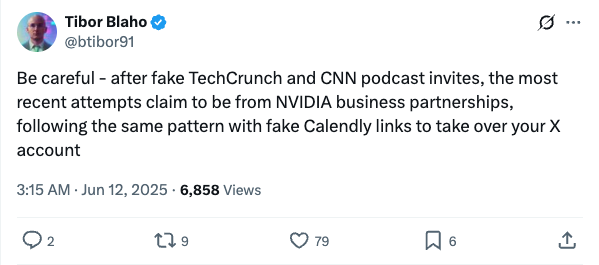 Tibor Blaho
@btibor91
Be careful - after fake TechCrunch and CNN podcast invites, the most
recent attempts claim to be from NVIDIA business partnerships,
following the same pattern with fake Calendly links to take over your X
account
3:15 AM · Jun 12, 2025 · 6,858 Views
2 9 79 6